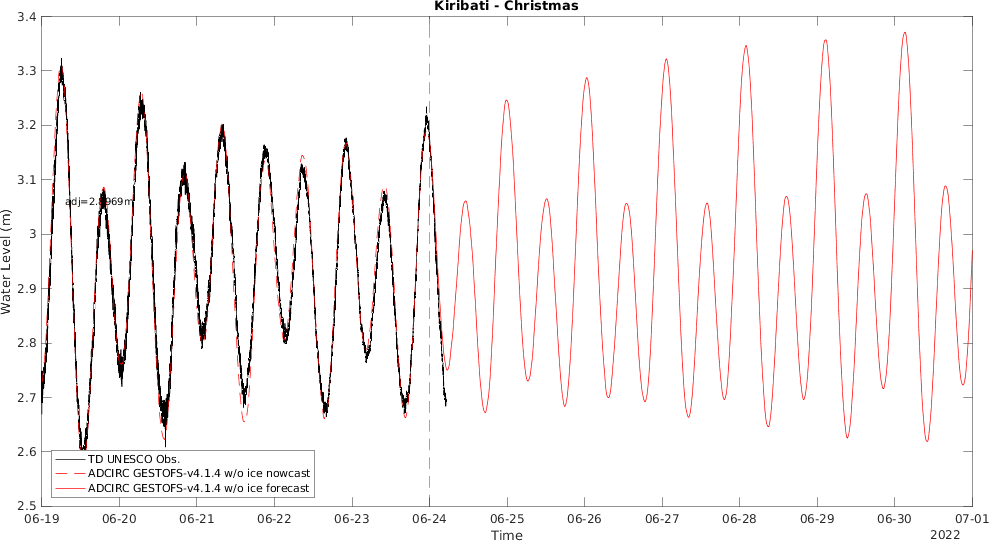 Kiribati - Christmas
3.4
3.3
3.2
3.1
3
2.9
2.8
2.7
2.6
2.5
Water Level (m)
TD UNESCO Obs.
ADCIRC GESTOFS-v4.1.4 w/o ice nowcast
ADCIRC GESTOFS-v4.1.4 w/o ice forecast
06-19 06-20 06-21 06-22 06-23 06-24 06-25 06-26 06-27 06-28 06-29 06-30 07-01
Time
2022